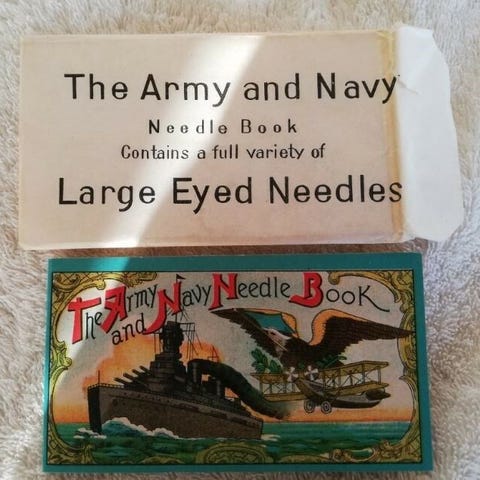 The Army and Navy
Needle Book
Contains a full variety of
Large Eyed Needles
The Army and Navy Needle Book